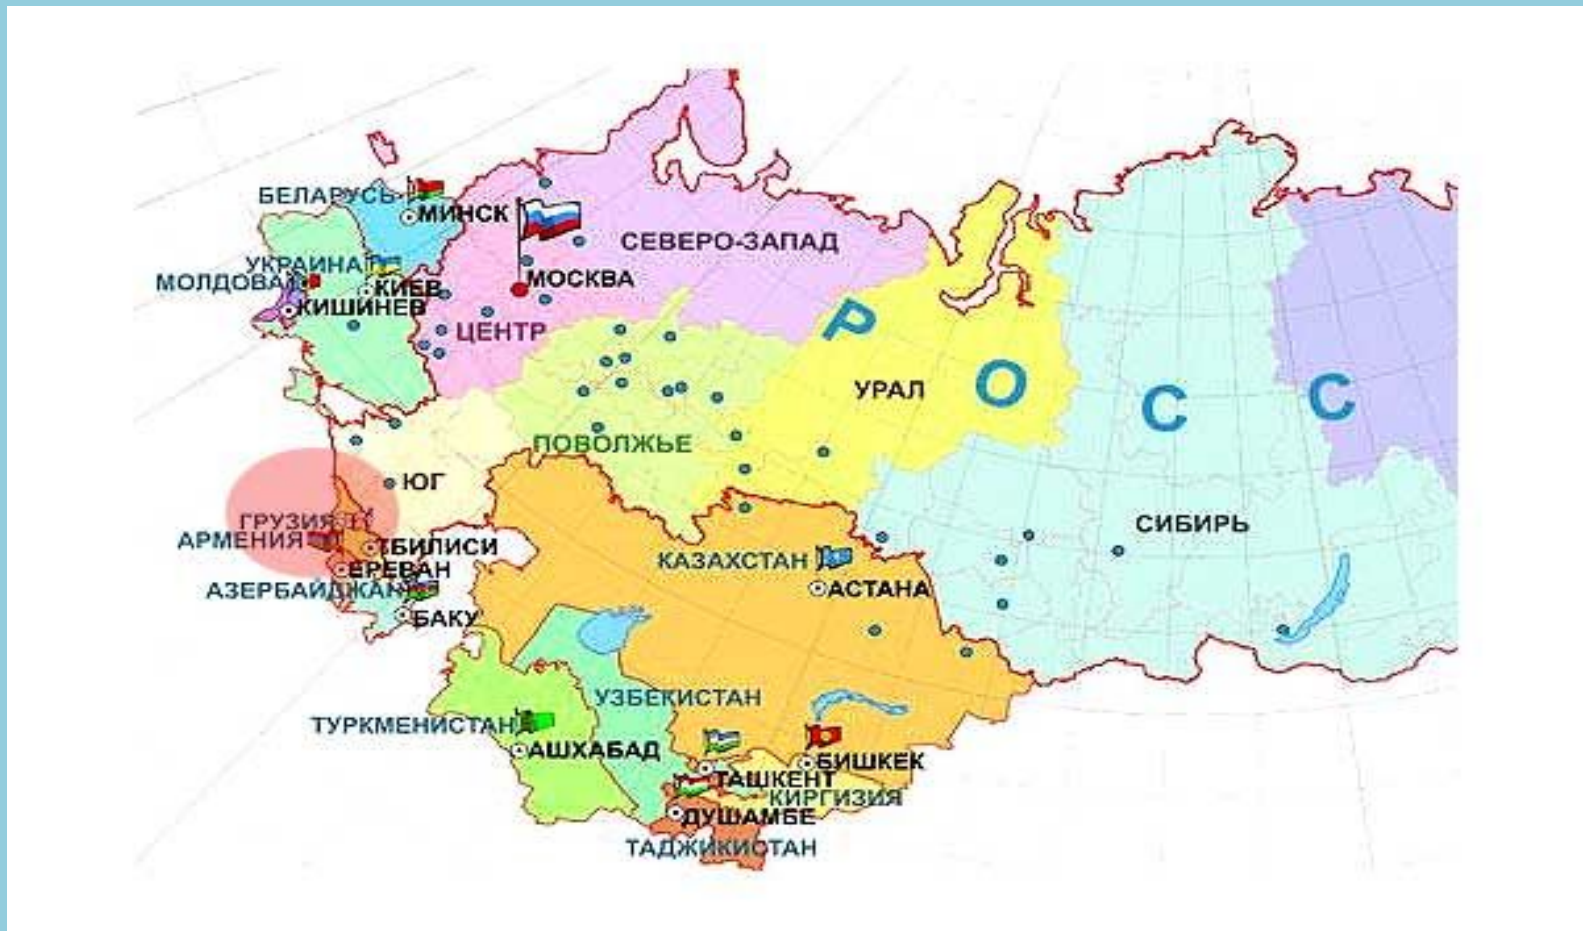 БЕЛАРУСЬ
МИНСК
СЕВЕРО-ЗАПАД
УКРАИНА
МОЛДОВА
КИЕВ
МОСКВА
КИШИНЕВ
ЦЕНТР
Р О С С
УРАЛ
ПОВОЛЖЬЕ
ЮГ
ГРУЗИЯ
АРМЕНИЯ
ТБИЛИСИ
СИБИРЬ
КАЗАХСТАН
ЕРЕВАН
АЗЕРБАЙДЖАН
АСТАНА
БАКУ
УЗБЕКИСТАН
ТУРКМЕНИСТАН
АШХАБАД
БИШКЕК
ТАШКЕНТ
КИРГИЗИЯ
ДУШАМБЕ
ТАДЖИКИСТАН